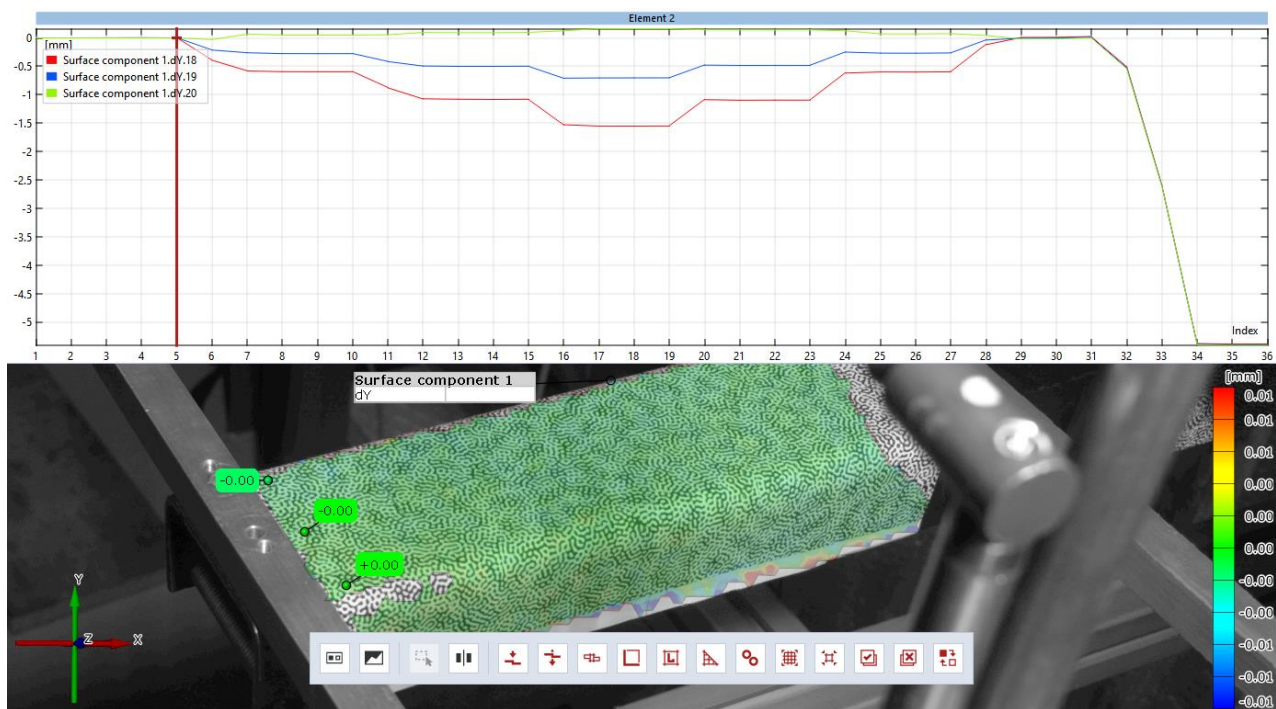 Element 2
[mm]
Surface component 1.dY.18
Surface component 1.dY.19
Surface component 1.dY.20
0
-0.5
-1
-1.5
-2
-2.5
-3
-3.5
-4
-4.5
-5
Index
1 2 3 4 5 6 7 8 9 10 11 12 13 14 15 16 17 18 19 20 21 22 23 24 25 26 27 28 29 30 31 32 33 34 35 36
Surface component 1
dY
-0.00
-0.00
+0.00
Y
Z
X
[mm]
0.01
0.01
0.01
0.00
0.00
0.00
-0.00
-0.00
-0.00
-0.01
-0.01